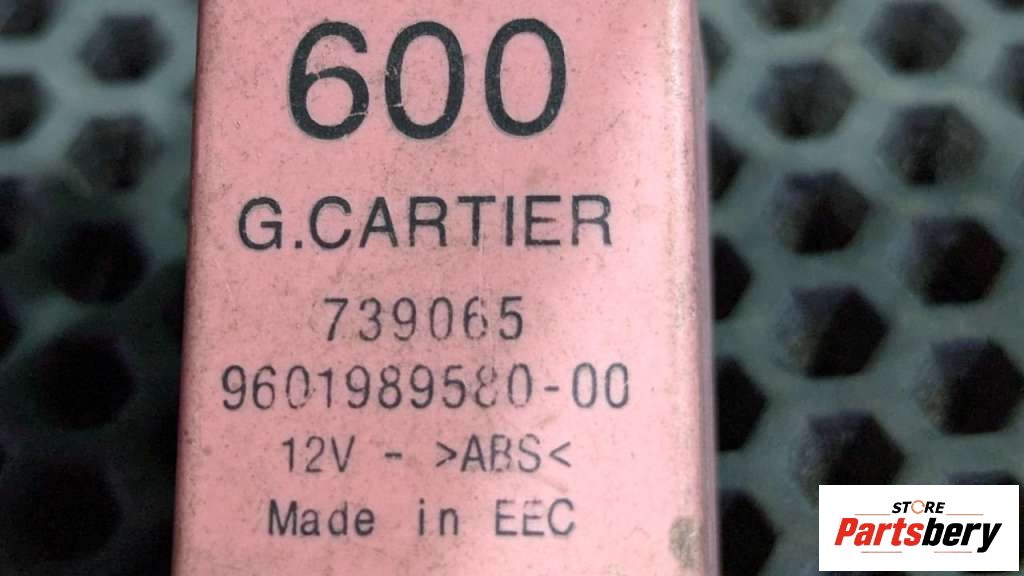 600
G.CARTIER
739065
9601989580-00
12V - >ABS<
Made in EEC
STORE
Partsbery